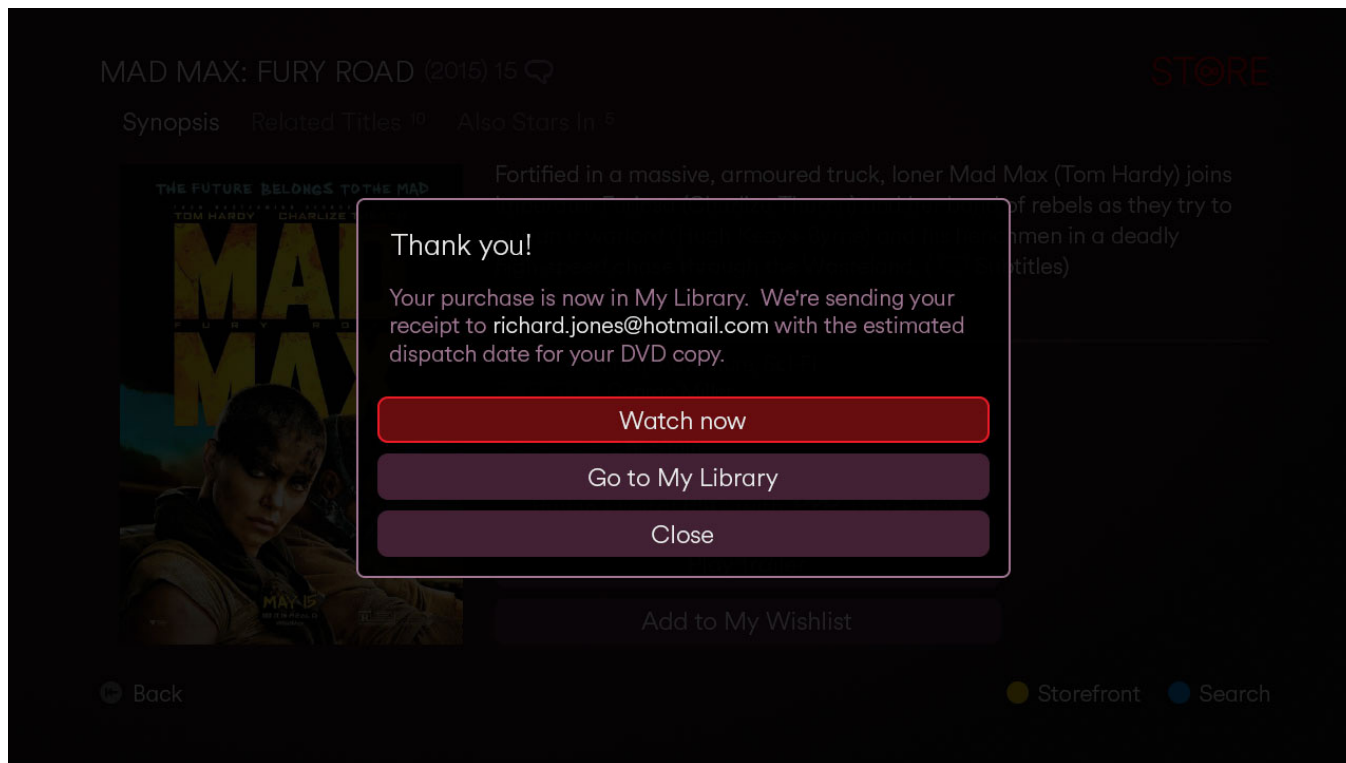 MAD MAX: FURY ROAD (2015) 15
STORE
Synopsis Related Titles 10 Also Stars In 5
THE FUTURE BELONGS TO THE MAD
TOM HARDY CHARLIZE
MAD
MAX
MAY 15
Fortified in a massive, armoured truck, loner Mad Max (Tom Hardy) joins
of rebels as they try to
in a deadly
Thank you!
Your purchase is now in My Library. We're sending your
receipt to richard.jones@hotmail.com with the estimated
dispatch date for your DVD copy.
Watch now
Go to My Library
Close
Add to My Wishlist
Back
Storefront Search